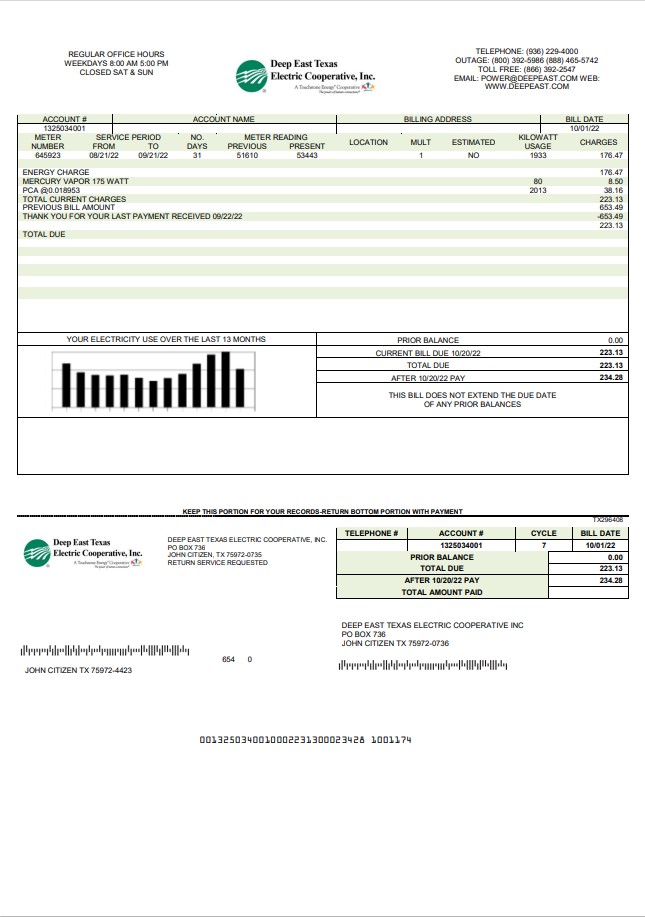 REGULAR OFFICE HOURS
WEEKDAYS 8:00 AM 5:00 PM
CLOSED SAT & SUN
Deep East Texas
Electric Cooperative, Inc.
A Touchstone Energy® Cooperative
The power of human connections®
TELEPHONE: (936) 229-4000
OUTAGE: (800) 392-5986 (888) 465-5742
TOLL FREE: (866) 392-2547
EMAIL: POWER@DEEPEAST.COM WEB:
WWW.DEEPEAST.COM
ACCOUNT # ACCOUNT NAME BILLING ADDRESS BILL DATE
1325034001 10/01/22
METER NUMBER SERVICE PERIOD FROM TO NO. DAYS METER READING PREVIOUS PRESENT LOCATION MULT ESTIMATED KILOWATT USAGE CHARGES
645923 08/21/22 09/21/22 31 51610 53443 1 NO 1933 176.47
ENERGY CHARGE 176.47
MERCURY VAPOR 175 WATT 80 8.50
PCA @0.018953 2013 38.16
TOTAL CURRENT CHARGES 223.13
PREVIOUS BILL AMOUNT 653.49
THANK YOU FOR YOUR LAST PAYMENT RECEIVED 09/22/22 -653.49
223.13
TOTAL DUE
YOUR ELECTRICITY USE OVER THE LAST 13 MONTHS
PRIOR BALANCE 0.00
CURRENT BILL DUE 10/20/22 223.13
TOTAL DUE 223.13
AFTER 10/20/22 PAY 234.28
THIS BILL DOES NOT EXTEND THE DUE DATE
OF ANY PRIOR BALANCES
KEEP THIS PORTION FOR YOUR RECORDS-RETURN BOTTOM PORTION WITH PAYMENT
TX296408
Deep East Texas
Electric Cooperative, Inc.
A Touchstone Energy® Cooperative
The power of human connections®
DEEP EAST TEXAS ELECTRIC COOPERATIVE, INC.
PO BOX 736
JOHN CITIZEN TX 75972-0735
RETURN SERVICE REQUESTED
TELEPHONE # ACCOUNT # CYCLE BILL DATE
1325034001 7 10/01/22
PRIOR BALANCE 0.00
TOTAL DUE 223.13
AFTER 10/20/22 PAY 234.28
TOTAL AMOUNT PAID
DEEP EAST TEXAS ELECTRIC COOPERATIVE INC
PO BOX 736
JOHN CITIZEN TX 75972-0736
654 0
JOHN CITIZEN TX 75972-4423
0013250340010002231300023428 1001174